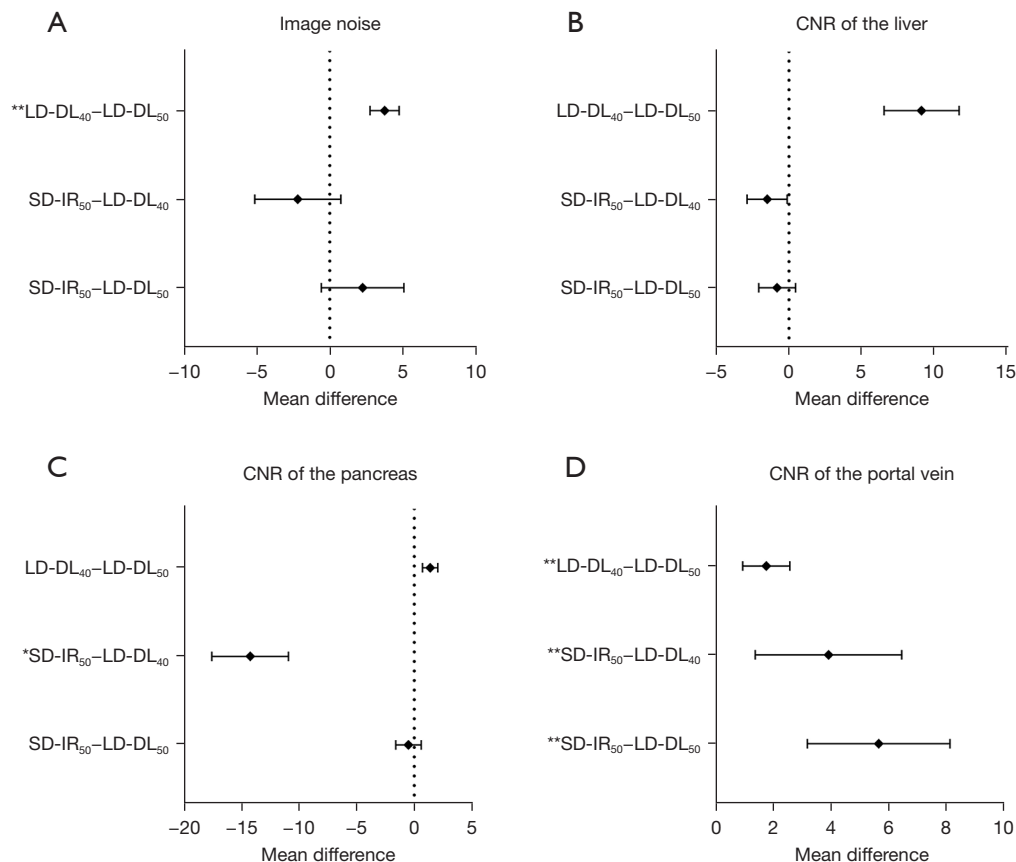 A
Image noise
**LD-DL₄₀–LD-DL₅₀
SD-IR₅₀–LD-DL₄₀
SD-IR₅₀–LD-DL₅₀
–10 –5 0 5 10
Mean difference
B
CNR of the liver
LD-DL₄₀–LD-DL₅₀
SD-IR₅₀–LD-DL₄₀
SD-IR₅₀–LD-DL₅₀
–5 0 5 10 15
Mean difference
C
CNR of the pancreas
LD-DL₄₀–LD-DL₅₀
*SD-IR₅₀–LD-DL₄₀
SD-IR₅₀–LD-DL₅₀
–20 –15 –10 –5 0 5
Mean difference
D
CNR of the portal vein
**LD-DL₄₀–LD-DL₅₀
**SD-IR₅₀–LD-DL₄₀
**SD-IR₅₀–LD-DL₅₀
0 2 4 6 8 10
Mean difference